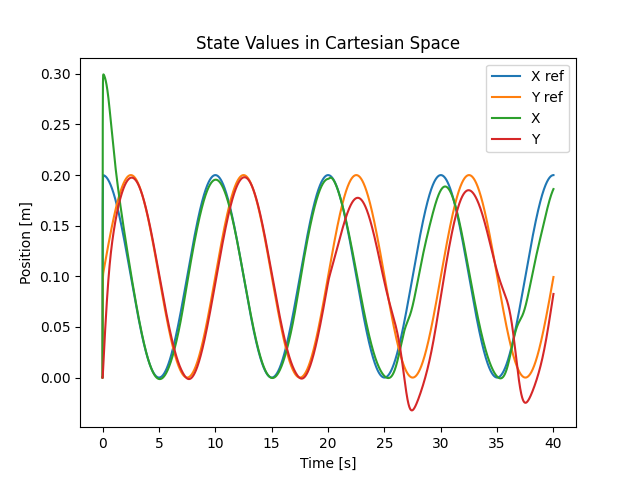 State Values in Cartesian Space
X ref
Y ref
X
Y
Position [m]
0.30
0.25
0.20
0.15
0.10
0.05
0.00
0 5 10 15 20 25 30 35 40
Time [s]